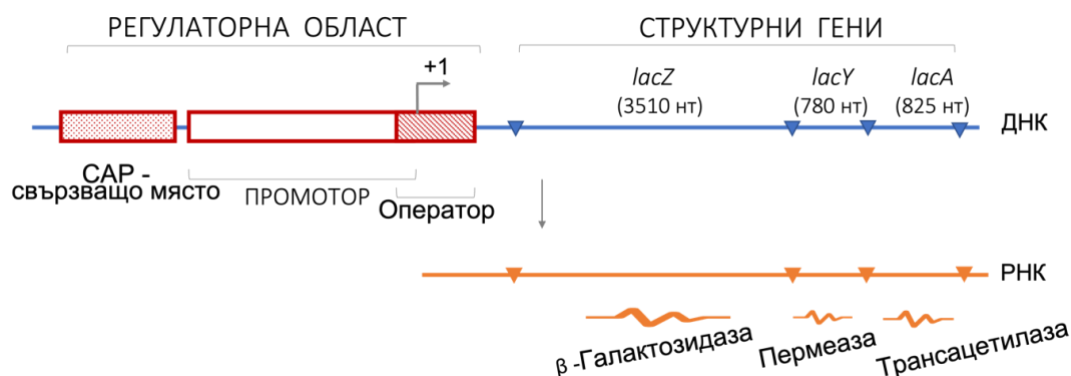 РЕГУЛАТОРНА ОБЛАСТ
СТРУКТУРНИ ГЕНИ
+1
lacZ
(3510 нт)
lacY
(780 нт)
lacA
(825 нт)
ДНК
CAP -
свързващо място
ПРОМОТОР
Оператор
РНК
β -Галактозидаза
Пермеаза
Трансацетилаза